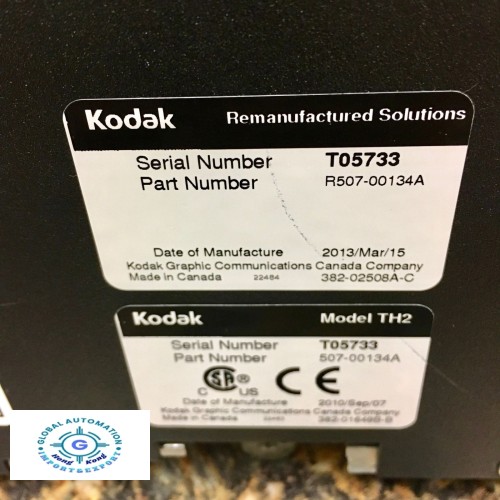 Kodak Remanufactured Solutions
Serial Number T05733
Part Number R507-00134A
Date of Manufacture 2013/Mar/15
Kodak Graphic Communications Canada Company
Made in Canada 22484 382-02508A-C
Kodak Model TH2
Serial Number T05733
Part Number 507-00134A
C SA ® US CE
Date of Manufacture 2010/Sep/07
Kodak Graphic Communications Canada Company
Made in Canada 382-01649B-B
GLOBAL AUTOMATION
G
Hong Kong
IMPORT&EXPORT